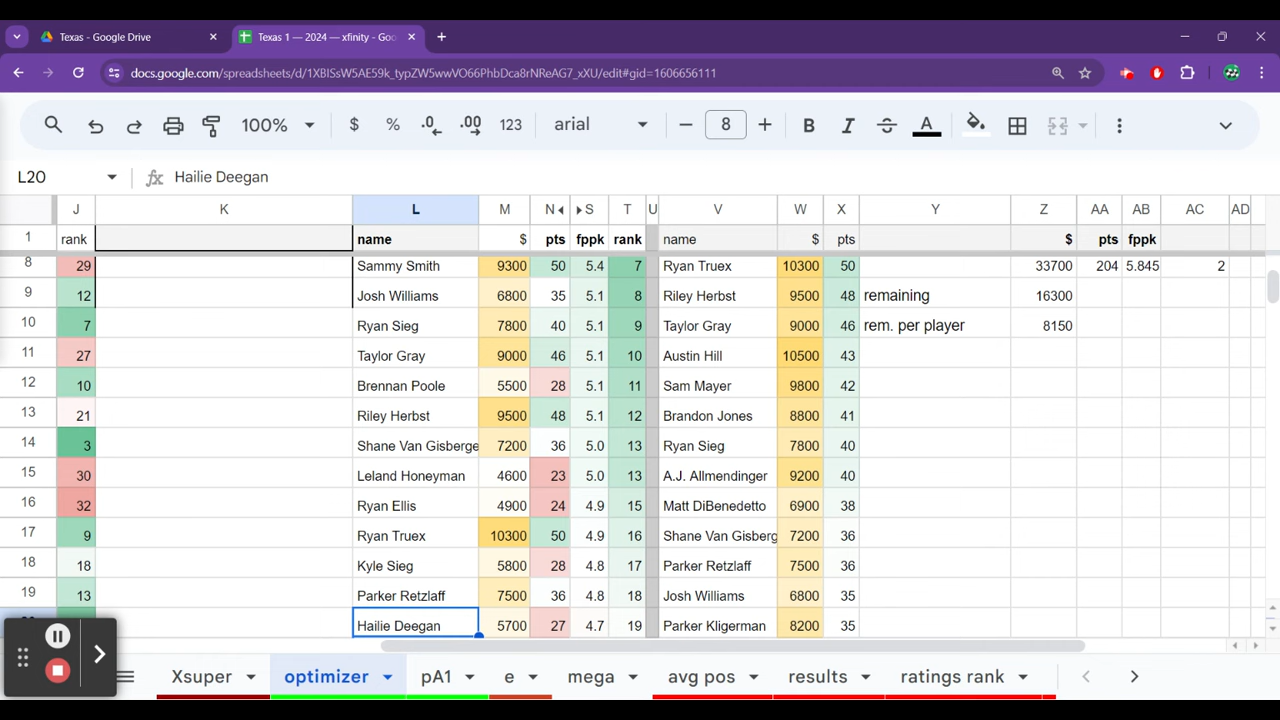 Texas - Google Drive
Texas 1 — 2024 — xfinity - Goo
docs.google.com/spreadsheets/d/1XBISsW5AE59k_typZW5wwVO66PhbDca8rNReAG7_xXU/edit#gid=1606656111
100% $ % .0 .00 123 arial 8 B I S A
L20 fx Hailie Deegan
J K L M N S T U V W X Y Z AA AB AC AD
1 rank name $ pts fppk rank name $ pts $ pts fppk
8 29 Sammy Smith 9300 50 5.4 7 Ryan Truex 10300 50 33700 204 5.845 2
9 12 Josh Williams 6800 35 5.1 8 Riley Herbst 9500 48 remaining 16300
10 7 Ryan Sieg 7800 40 5.1 9 Taylor Gray 9000 46 rem. per player 8150
11 27 Taylor Gray 9000 46 5.1 10 Austin Hill 10500 43
12 10 Brennan Poole 5500 28 5.1 11 Sam Mayer 9800 42
13 21 Riley Herbst 9500 48 5.1 12 Brandon Jones 8800 41
14 3 Shane Van Gisberge 7200 36 5.0 13 Ryan Sieg 7800 40
15 30 Leland Honeyman 4600 23 5.0 13 A.J. Allmendinger 9200 40
16 32 Ryan Ellis 4900 24 4.9 15 Matt DiBenedetto 6900 38
17 9 Ryan Truex 10300 50 4.9 16 Shane Van Gisberg 7200 36
18 18 Kyle Sieg 5800 28 4.8 17 Parker Retzlaff 7500 36
19 13 Parker Retzlaff 7500 36 4.8 18 Josh Williams 6800 35
Hailie Deegan 5700 27 4.7 19 Parker Kligerman 8200 35
Xsuper optimizer pA1 e mega avg pos results ratings rank